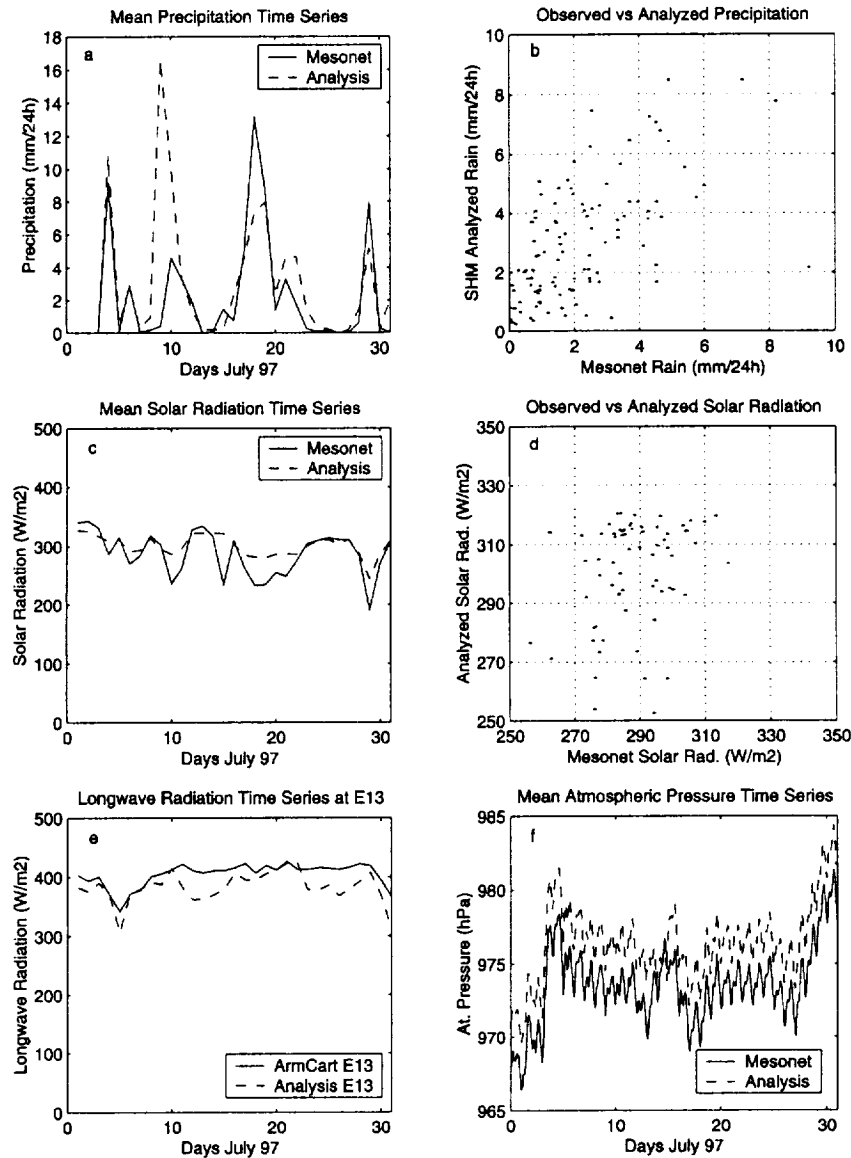 Mean Precipitation Time Series
a
Mesonet
Analysis
18
16
14
12
10
8
6
4
2
0
Precipitation (mm/24h)
0 10 20 30
Days July 97
Observed vs Analyzed Precipitation
b
10
8
6
4
2
0
SHM Analyzed Rain (mm/24h)
0 2 4 6 8 10
Mesonet Rain (mm/24h)
Mean Solar Radiation Time Series
c
Mesonet
Analysis
500
400
300
200
100
0
Solar Radiation (W/m2)
0 10 20 30
Days July 97
Observed vs Analyzed Solar Radiation
d
350
330
310
290
270
250
Analyzed Solar Rad. (W/m2)
250 270 290 310 330 350
Mesonet Solar Rad. (W/m2)
Longwave Radiation Time Series at E13
e
500
400
300
200
100
0
Longwave Radiation (W/m2)
ArmCart E13
Analysis E13
0 10 20 30
Days July 97
Mean Atmospheric Pressure Time Series
f
985
980
975
970
965
At. Pressure (hPa)
Mesonet
Analysis
0 10 20 30
Days July 97